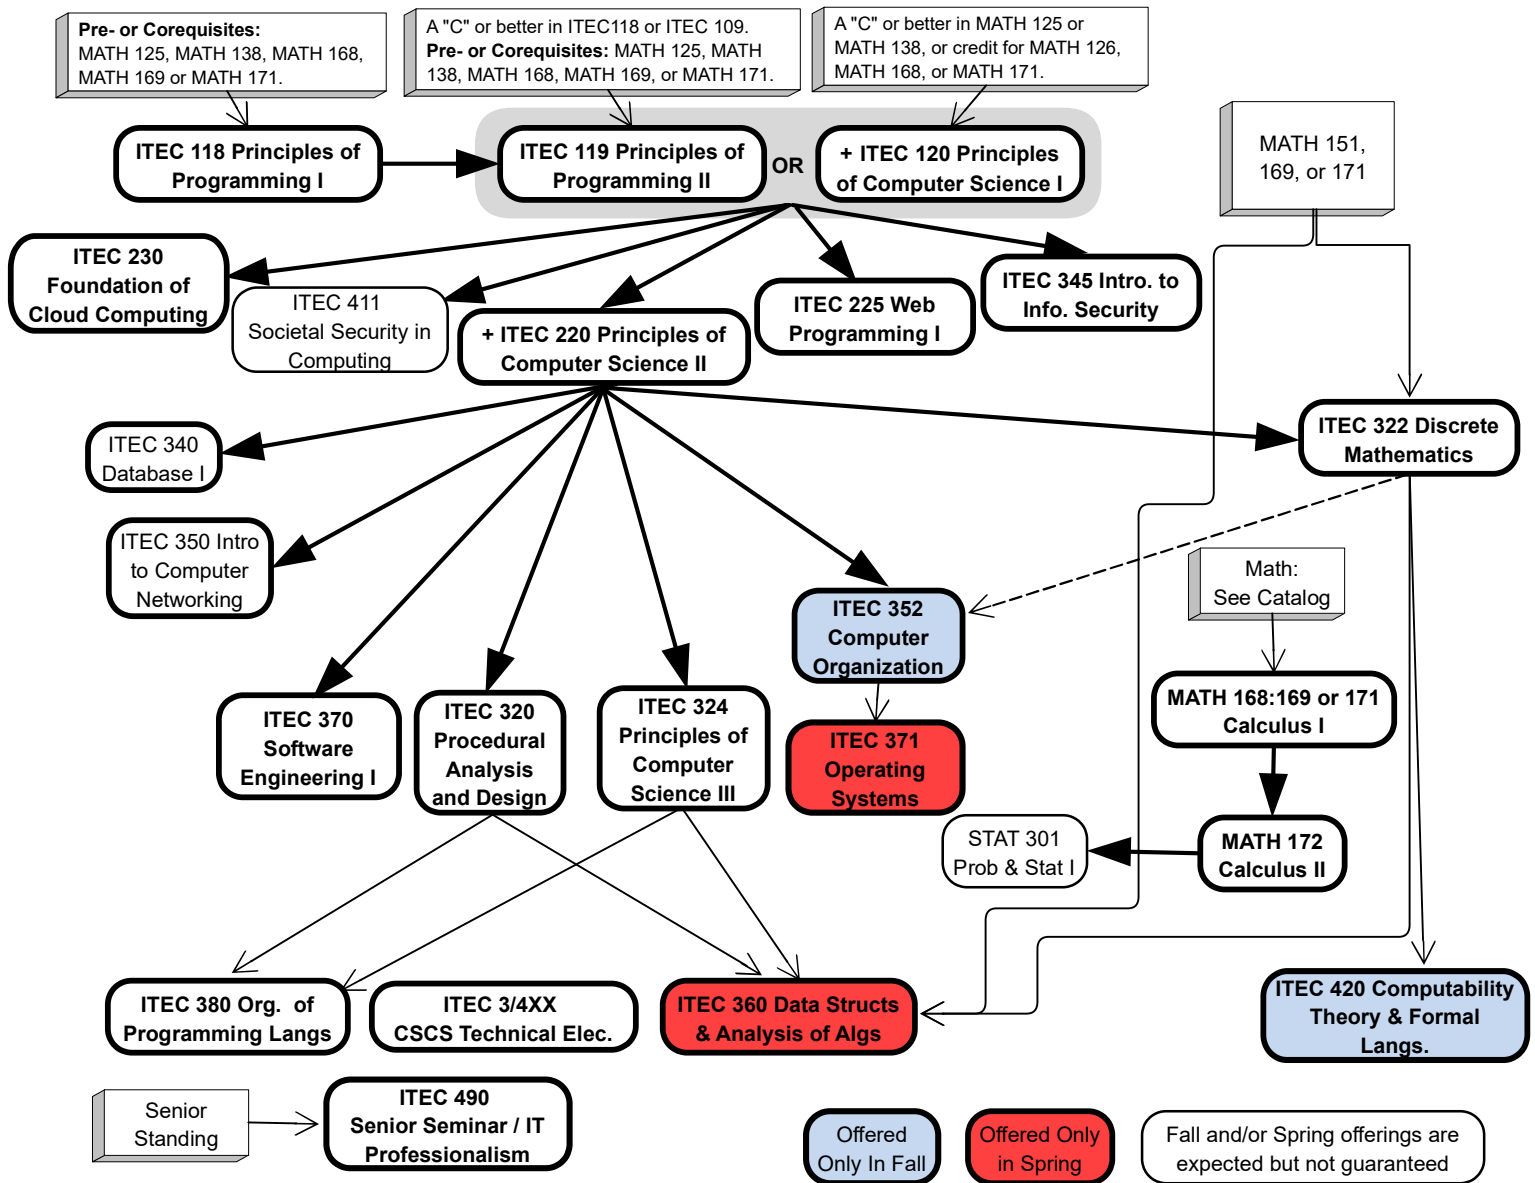 Pre- or Corequisites:
MATH 125, MATH 138, MATH 168,
MATH 169 or MATH 171.
A "C" or better in ITEC118 or ITEC 109.
Pre- or Corequisites: MATH 125, MATH
138, MATH 168, MATH 169, or MATH 171.
A "C" or better in MATH 125 or
MATH 138, or credit for MATH 126,
MATH 168, or MATH 171.
ITEC 118 Principles of
Programming I
ITEC 119 Principles of
Programming II
OR
+ ITEC 120 Principles
of Computer Science I
MATH 151,
169, or 171
ITEC 230
Foundation of
Cloud Computing
ITEC 411
Societal Security in
Computing
+ ITEC 220 Principles of
Computer Science II
ITEC 225 Web
Programming I
ITEC 345 Intro. to
Info. Security
ITEC 340
Database I
ITEC 322 Discrete
Mathematics
ITEC 350 Intro
to Computer
Networking
ITEC 352
Computer
Organization
Math:
See Catalog
ITEC 370
Software
Engineering I
ITEC 320
Procedural
Analysis
and Design
ITEC 324
Principles of
Computer
Science III
ITEC 371
Operating
Systems
MATH 168:169 or 171
Calculus I
STAT 301
Prob & Stat I
MATH 172
Calculus II
ITEC 380 Org. of
Programming Langs
ITEC 3/4XX
CSCS Technical Elec.
ITEC 360 Data Structs
& Analysis of Algs
ITEC 420 Computability
Theory & Formal
Langs.
Senior
Standing
ITEC 490
Senior Seminar / IT
Professionalism
Offered
Only In Fall
Offered Only
in Spring
Fall and/or Spring offerings are
expected but not guaranteed